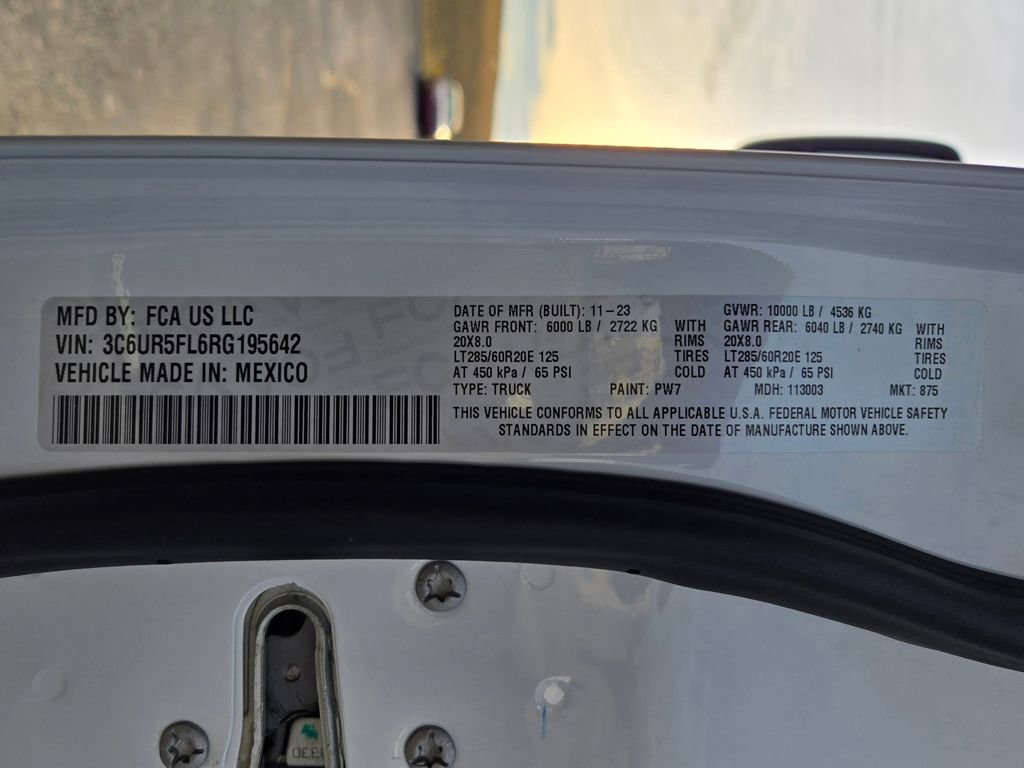 MFD BY: FCA US LLC
VIN: 3C6UR5FL6RG195642
VEHICLE MADE IN: MEXICO
DATE OF MFR (BUILT): 11-23 GVWR: 10000 LB / 4536 KG
GAWR FRONT: 6000 LB / 2722 KG WITH GAWR REAR: 6040 LB / 2740 KG WITH
20X8.0 RIMS 20X8.0 RIMS
LT285/60R20E 125 TIRES LT285/60R20E 125 TIRES
AT 450 kPa / 65 PSI COLD AT 450 kPa / 65 PSI COLD
TYPE: TRUCK PAINT: PW7 MDH: 113003 MKT: 875
THIS VEHICLE CONFORMS TO ALL APPLICABLE U.S.A. FEDERAL MOTOR VEHICLE SAFETY
STANDARDS IN EFFECT ON THE DATE OF MANUFACTURE SHOWN ABOVE.